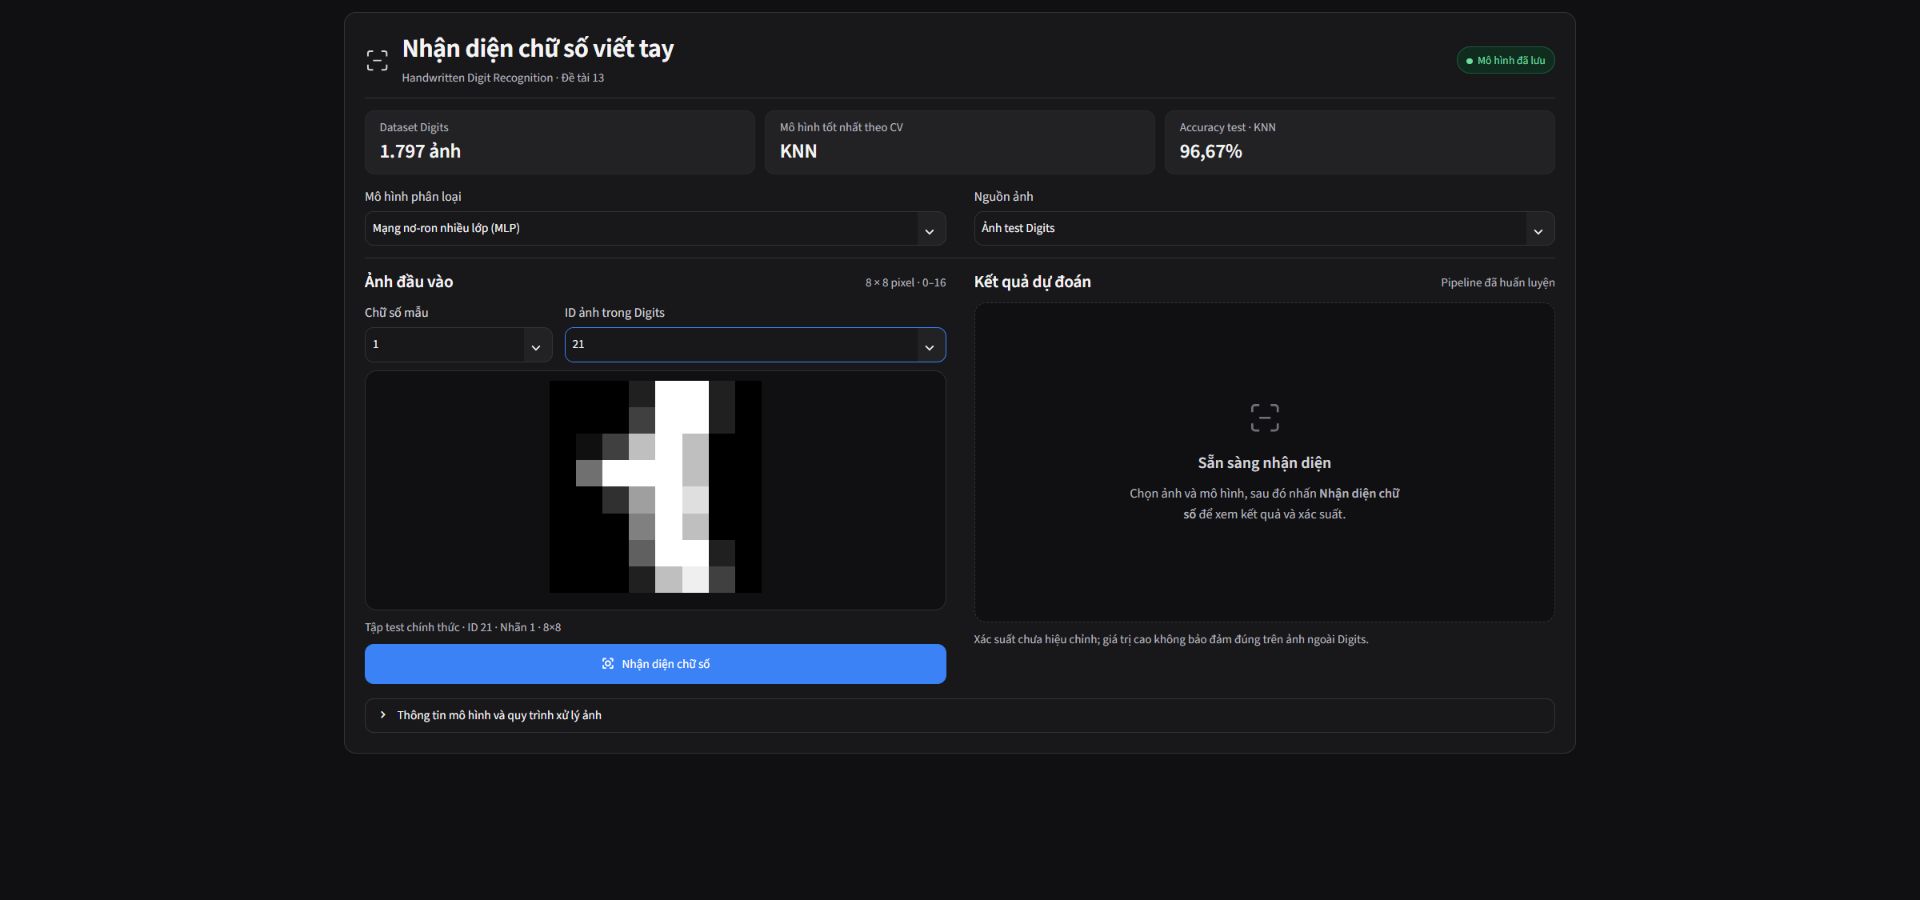 Nhận diện chữ số viết tay
Handwritten Digit Recognition · Đề tài 13
Mô hình đã lưu
Dataset Digits
1.797 ảnh
Mô hình tốt nhất theo CV
KNN
Accuracy test · KNN
96,67%
Mô hình phân loại
Mạng nơ-ron nhiều lớp (MLP)
Nguồn ảnh
Ảnh test Digits
Ảnh đầu vào
8 × 8 pixel · 0–16
Chữ số mẫu
1
ID ảnh trong Digits
21
Tập test chính thức · ID 21 · Nhãn 1 · 8×8
Nhận diện chữ số
Kết quả dự đoán
Pipeline đã huấn luyện
Sẵn sàng nhận diện
Chọn ảnh và mô hình, sau đó nhấn Nhận diện chữ
số để xem kết quả và xác suất.
Xác suất chưa hiệu chỉnh; giá trị cao không bảo đảm đúng trên ảnh ngoài Digits.
Thông tin mô hình và quy trình xử lý ảnh